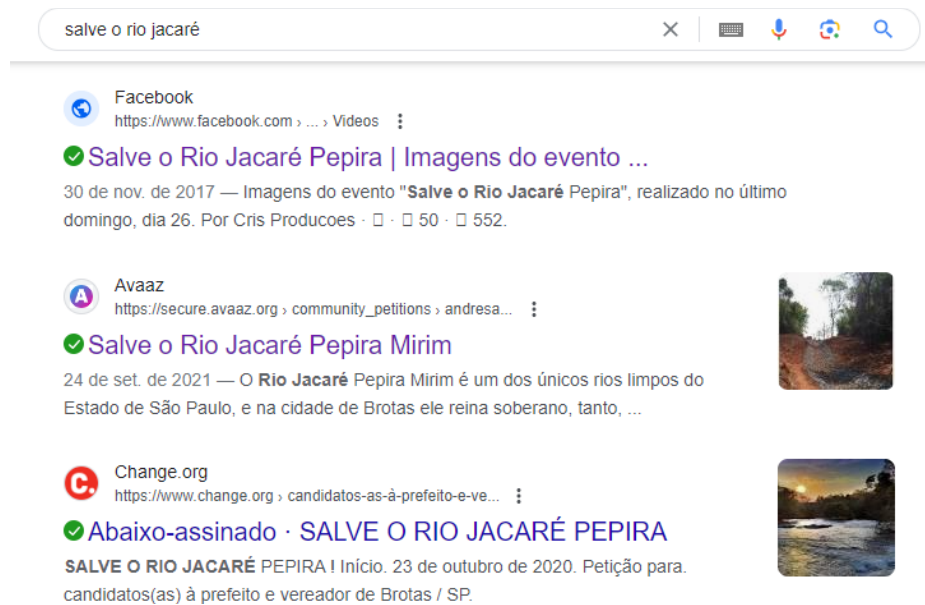 salve o rio jacaré
Facebook
https://www.facebook.com › ... › Videos
Salve o Rio Jacaré Pepira | Imagens do evento ...
30 de nov. de 2017 — Imagens do evento "Salve o Rio Jacaré Pepira", realizado no último
domingo, dia 26. Por Cris Producoes · · 50 · 552.
Avaaz
https://secure.avaaz.org › community_petitions › andresa...
Salve o Rio Jacaré Pepira Mirim
24 de set. de 2021 — O Rio Jacaré Pepira Mirim é um dos únicos rios limpos do
Estado de São Paulo, e na cidade de Brotas ele reina soberano, tanto, ...
Change.org
https://www.change.org › candidatos-as-à-prefeito-e-ve...
Abaixo-assinado · SALVE O RIO JACARÉ PEPIRA
SALVE O RIO JACARÉ PEPIRA ! Início. 23 de outubro de 2020. Petição para.
candidatos(as) à prefeito e vereador de Brotas / SP.